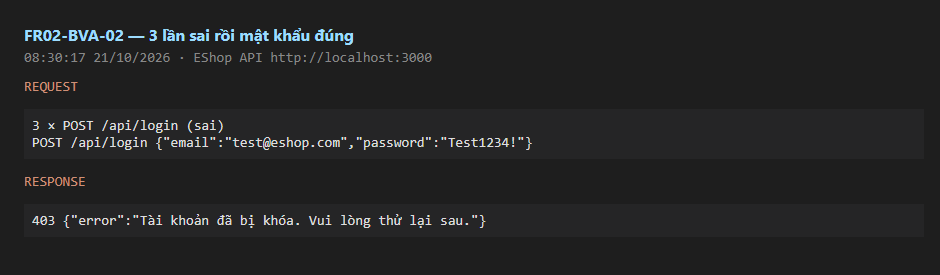 FR02-BVA-02 — 3 lần sai rồi mật khẩu đúng
08:30:17 21/10/2026 · EShop API http://localhost:3000
REQUEST
3 × POST /api/login (sai)
POST /api/login {"email":"test@eshop.com","password":"Test1234!"}
RESPONSE
403 {"error":"Tài khoản đã bị khóa. Vui lòng thử lại sau."}